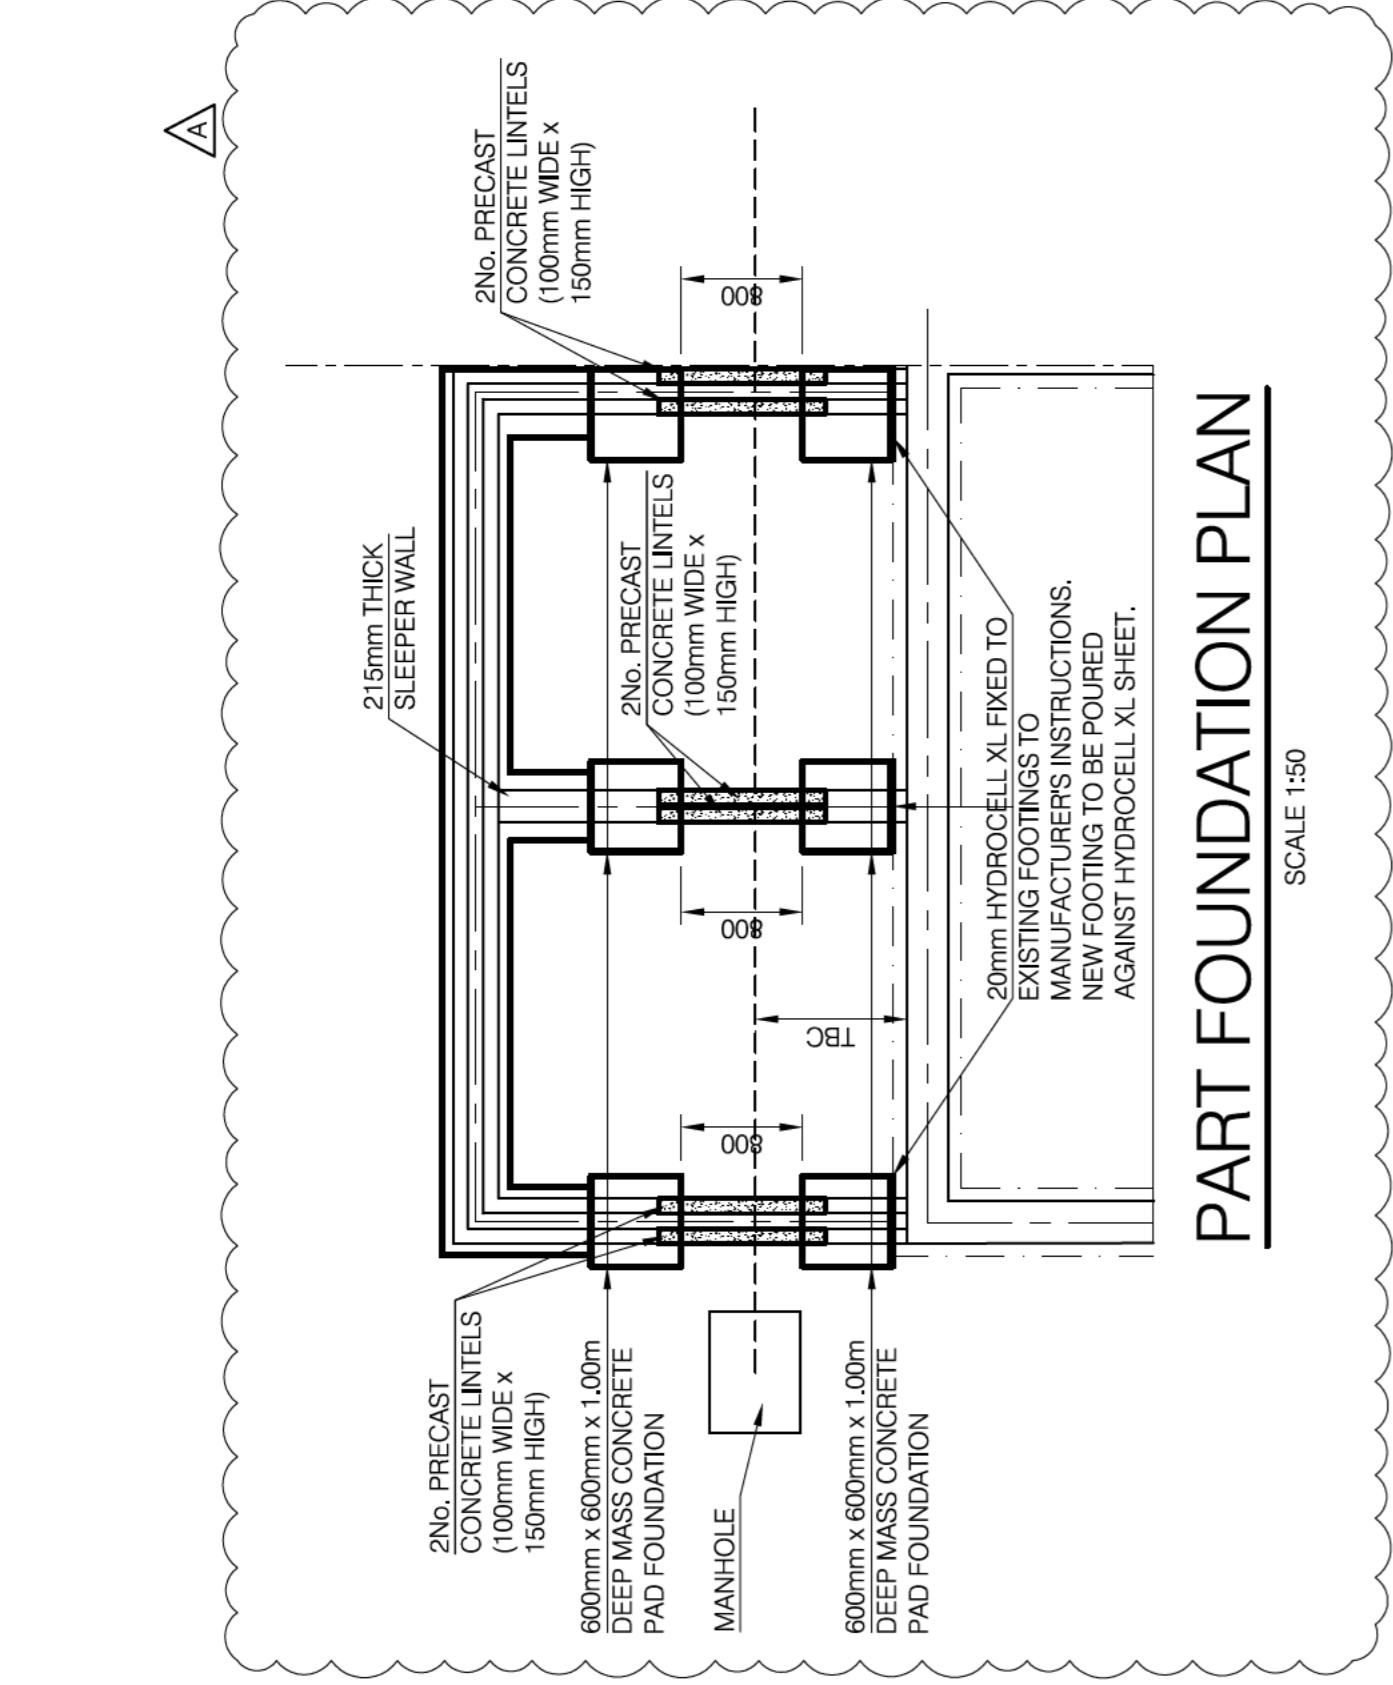 A
2No. PRECAST
CONCRETE LINTELS
(100mm WIDE x
150mm HIGH)
215mm THICK
SLEEPER WALL
2No. PRECAST
CONCRETE LINTELS
(100mm WIDE x
150mm HIGH)
2No. PRECAST
CONCRETE LINTELS
(100mm WIDE x
150mm HIGH)
600mm x 600mm x 1.00m
DEEP MASS CONCRETE
PAD FOUNDATION
MANHOLE
600mm x 600mm x 1.00m
DEEP MASS CONCRETE
PAD FOUNDATION
800
800
800
TBC
20mm HYDROCELL XL FIXED TO
EXISTING FOOTINGS TO
MANUFACTURER'S INSTRUCTIONS.
NEW FOOTING TO BE POURED
AGAINST HYDROCELL XL SHEET.
PART FOUNDATION PLAN
SCALE 1:50